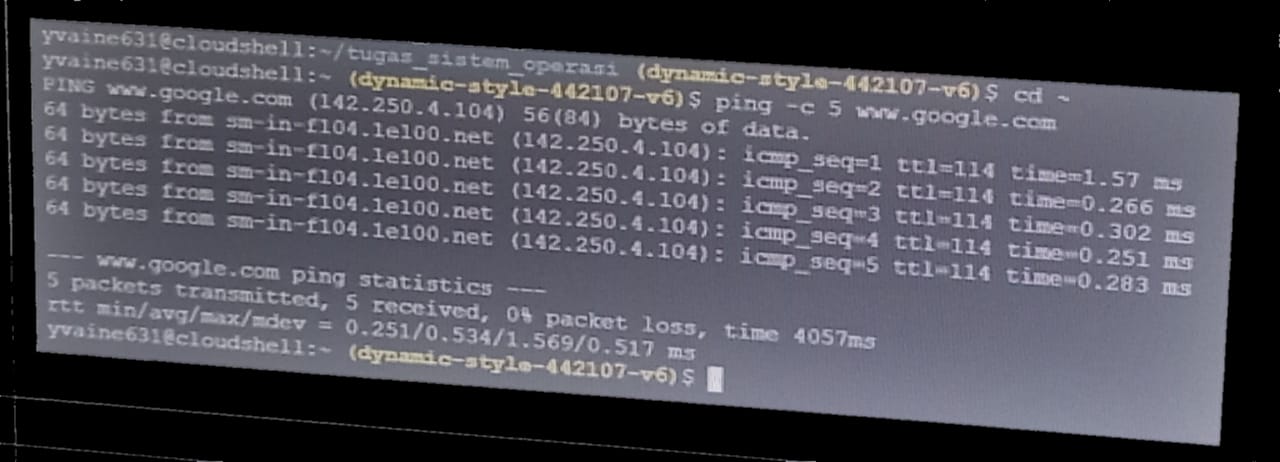 yvaine631@cloudshell:~/tugas_sistem_operasi (dynamic-style-442107-v6)$ cd ~
yvaine631@cloudshell:~ (dynamic-style-442107-v6)$ ping -c 5 www.google.com
PING www.google.com (142.250.4.104) 56(84) bytes of data.
64 bytes from sm-in-f104.1e100.net (142.250.4.104): icmp_seq=1 ttl=114 time=1.57 ms
64 bytes from sm-in-f104.1e100.net (142.250.4.104): icmp_seq=2 ttl=114 time=0.266 ms
64 bytes from sm-in-f104.1e100.net (142.250.4.104): icmp_seq=3 ttl=114 time=0.302 ms
64 bytes from sm-in-f104.1e100.net (142.250.4.104): icmp_seq=4 ttl=114 time=0.251 ms
64 bytes from sm-in-f104.1e100.net (142.250.4.104): icmp_seq=5 ttl=114 time=0.283 ms
--- www.google.com ping statistics ---
5 packets transmitted, 5 received, 0% packet loss, time 4057ms
rtt min/avg/max/mdev = 0.251/0.534/1.569/0.517 ms
yvaine631@cloudshell:~ (dynamic-style-442107-v6)$